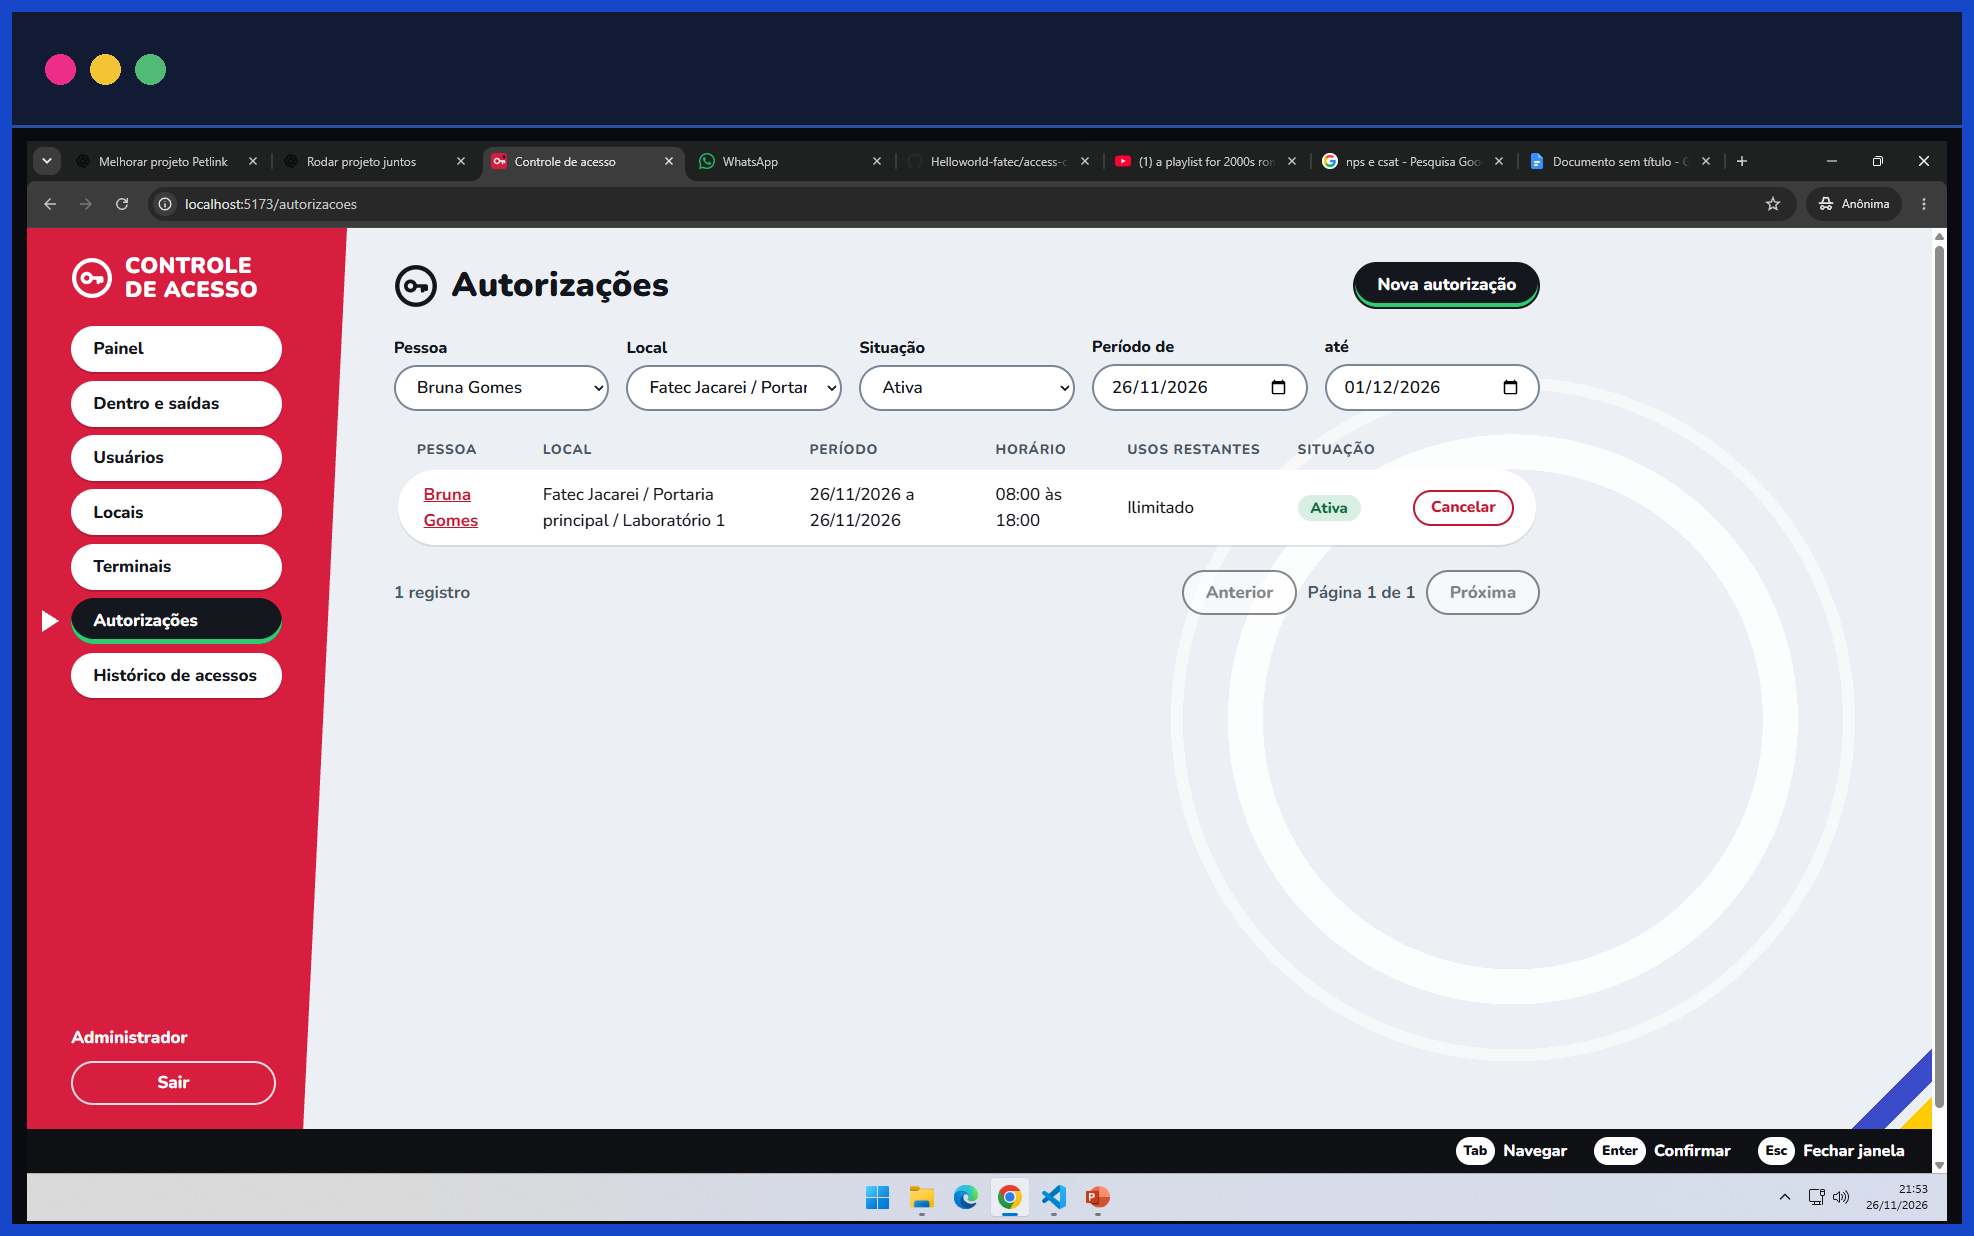 Melhorar projeto Petlink
Rodar projeto juntos
Controle de acesso
WhatsApp
Helloworld-fatec/access-c
(1) a playlist for 2000s rom
nps e csat - Pesquisa Goo
Documento sem título - G
localhost:5173/autorizacoes
Anônima
CONTROLE
DE ACESSO
Painel
Dentro e saídas
Usuários
Locais
Terminais
Autorizações
Histórico de acessos
Administrador
Sair
Autorizações
Nova autorização
Pessoa
Local
Situação
Período de
até
Bruna Gomes
Fatec Jacarei / Portar
Ativa
26/11/2026
01/12/2026
PESSOA
LOCAL
PERÍODO
HORÁRIO
USOS RESTANTES
SITUAÇÃO
Bruna
Gomes
Fatec Jacarei / Portaria
principal / Laboratório 1
26/11/2026 a
26/11/2026
08:00 às
18:00
Ilimitado
Ativa
Cancelar
1 registro
Anterior
Página 1 de 1
Próxima
Tab Navegar
Enter Confirmar
Esc Fechar janela
21:53
26/11/2026